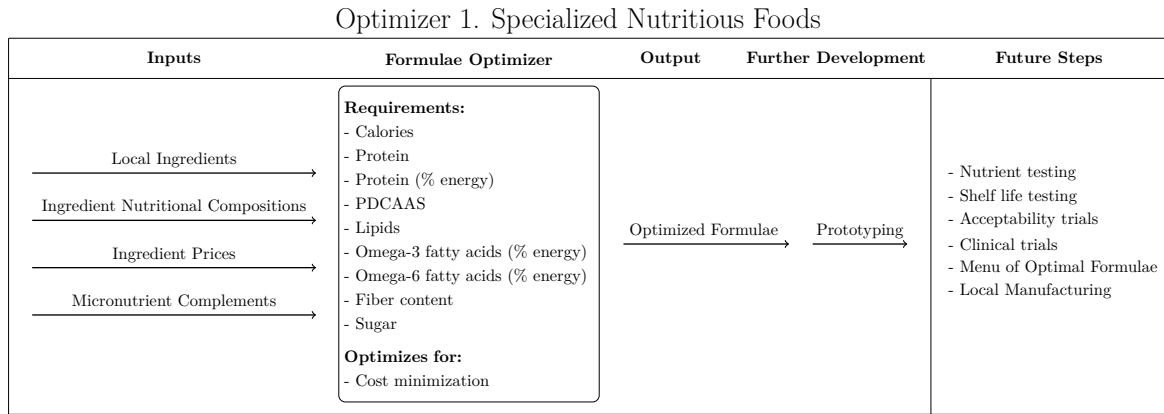 Optimizer 1. Specialized Nutritious Foods
Inputs
Formulae Optimizer
Output
Further Development
Future Steps
Local Ingredients
Ingredient Nutritional Compositions
Ingredient Prices
Micronutrient Complements
Requirements:
- Calories
- Protein
- Protein (% energy)
- PDCAAS
- Lipids
- Omega-3 fatty acids (% energy)
- Omega-6 fatty acids (% energy)
- Fiber content
- Sugar
Optimizes for:
- Cost minimization
Optimized Formulae
Prototyping
- Nutrient testing
- Shelf life testing
- Acceptability trials
- Clinical trials
- Menu of Optimal Formulae
- Local Manufacturing